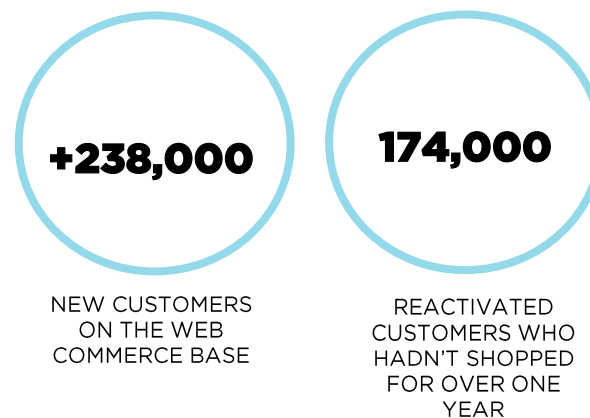 +238,000
NEW CUSTOMERS
ON THE WEB
COMMERCE BASE
174,000
REACTIVATED
CUSTOMERS WHO
HADN'T SHOPPED
FOR OVER ONE
YEAR